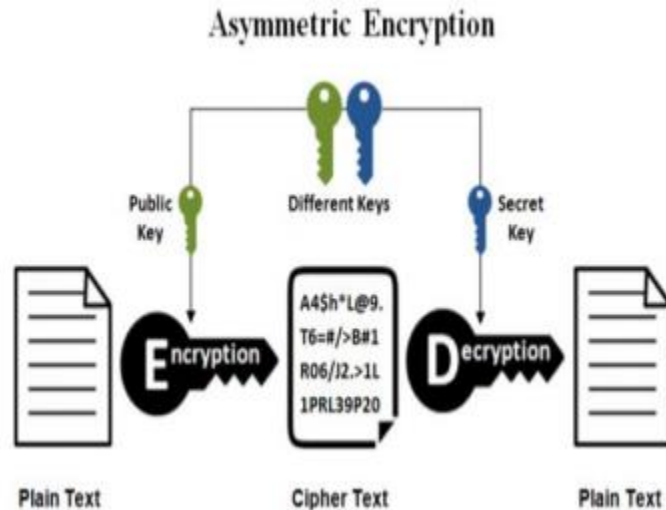 Asymmetric Encryption
Public
Key
Different Keys
Secret
Key
Encryption
A4$h*L@9.
T6=#/>B#1
R06/J2.>1L
1PRL39P20
Decryption
Plain Text
Cipher Text
Plain Text